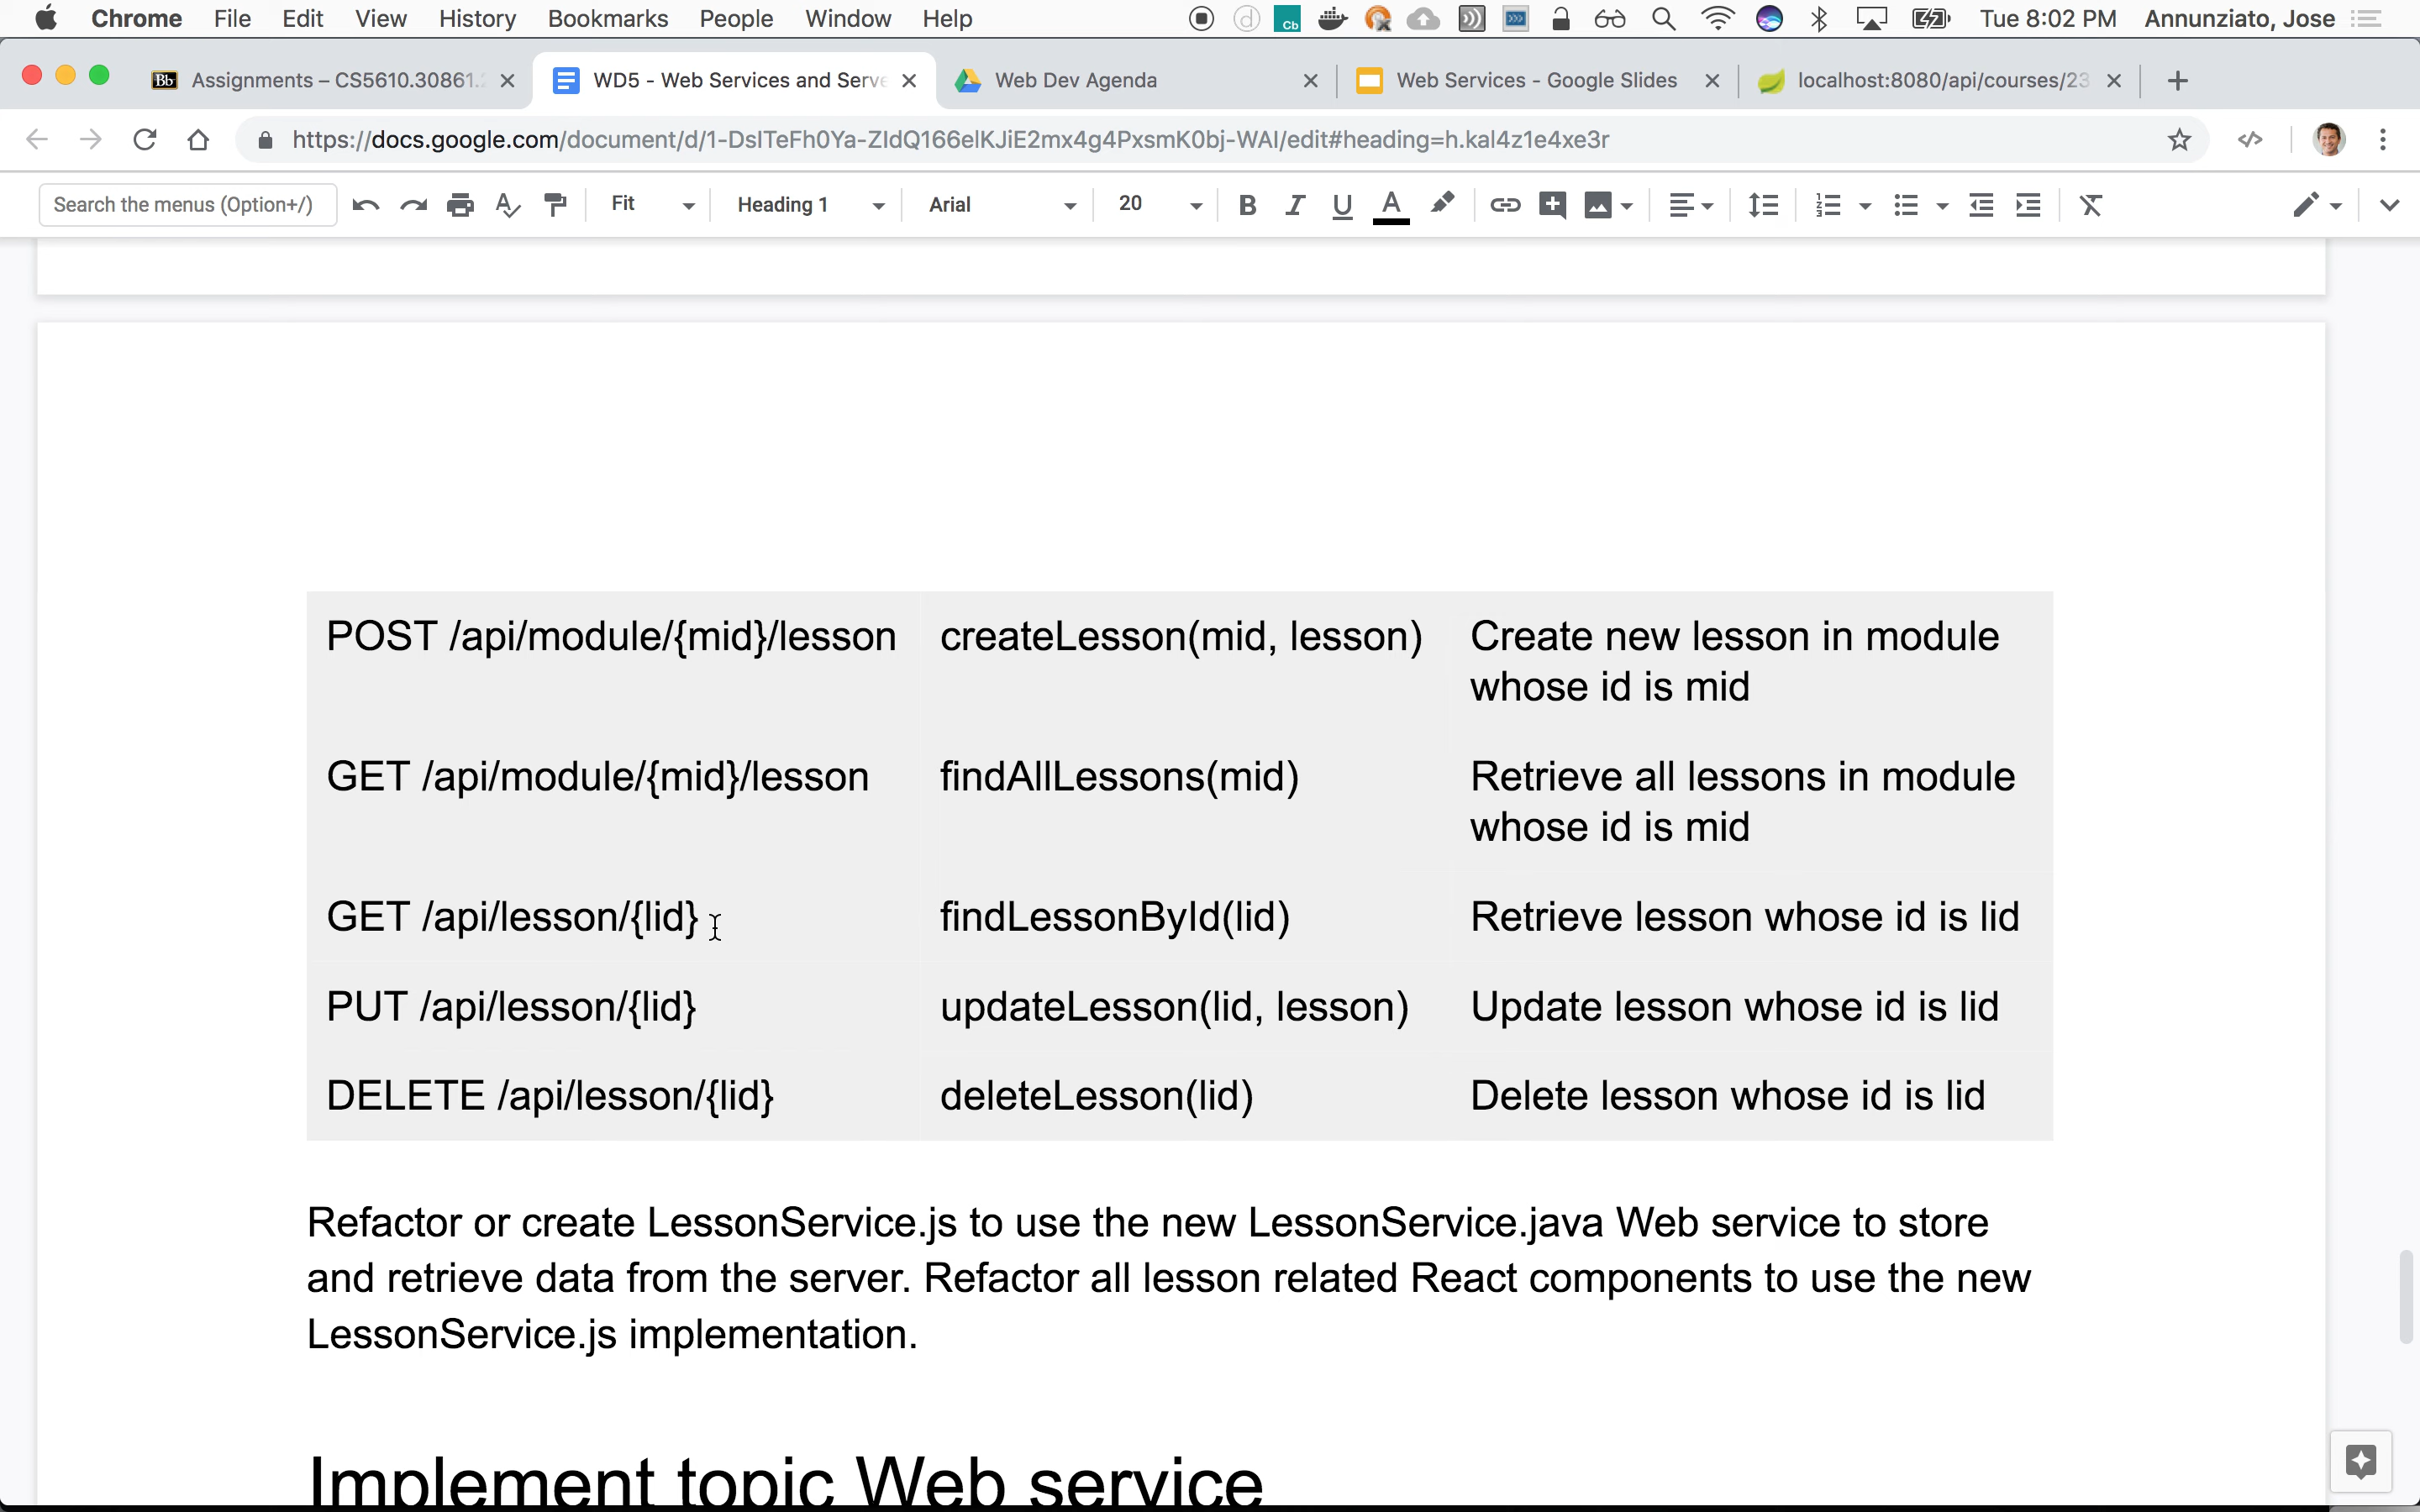 Chrome File Edit View History Bookmarks People Window Help Tue 8:02 PM Annunziato, Jose
Assignments – CS5610.30861. WD5 - Web Services and Serv Web Dev Agenda Web Services - Google Slides localhost:8080/api/courses/23
https://docs.google.com/document/d/1-DsITeFh0Ya-ZIdQ166elKJiE2mx4g4PxsmK0bj-WAI/edit#heading=h.kal4z1e4xe3r
Search the menus (Option+/) Fit Heading 1 Arial 20
POST /api/module/{mid}/lesson createLesson(mid, lesson) Create new lesson in module
whose id is mid
GET /api/module/{mid}/lesson findAllLessons(mid) Retrieve all lessons in module
whose id is mid
GET /api/lesson/{lid} findLessonById(lid) Retrieve lesson whose id is lid
PUT /api/lesson/{lid} updateLesson(lid, lesson) Update lesson whose id is lid
DELETE /api/lesson/{lid} deleteLesson(lid) Delete lesson whose id is lid
Refactor or create LessonService.js to use the new LessonService.java Web service to store
and retrieve data from the server. Refactor all lesson related React components to use the new
LessonService.js implementation.
Implement topic Web service